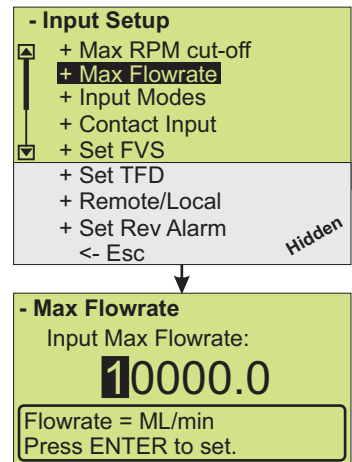 - Input Setup
+ Max RPM cut-off
+ Max Flowrate
+ Input Modes
+ Contact Input
+ Set FVS
+ Set TFD
+ Remote/Local
+ Set Rev Alarm
<- Esc
Hidden
- Max Flowrate
Input Max Flowrate:
10000.0
Flowrate = ML/min
Press ENTER to set.